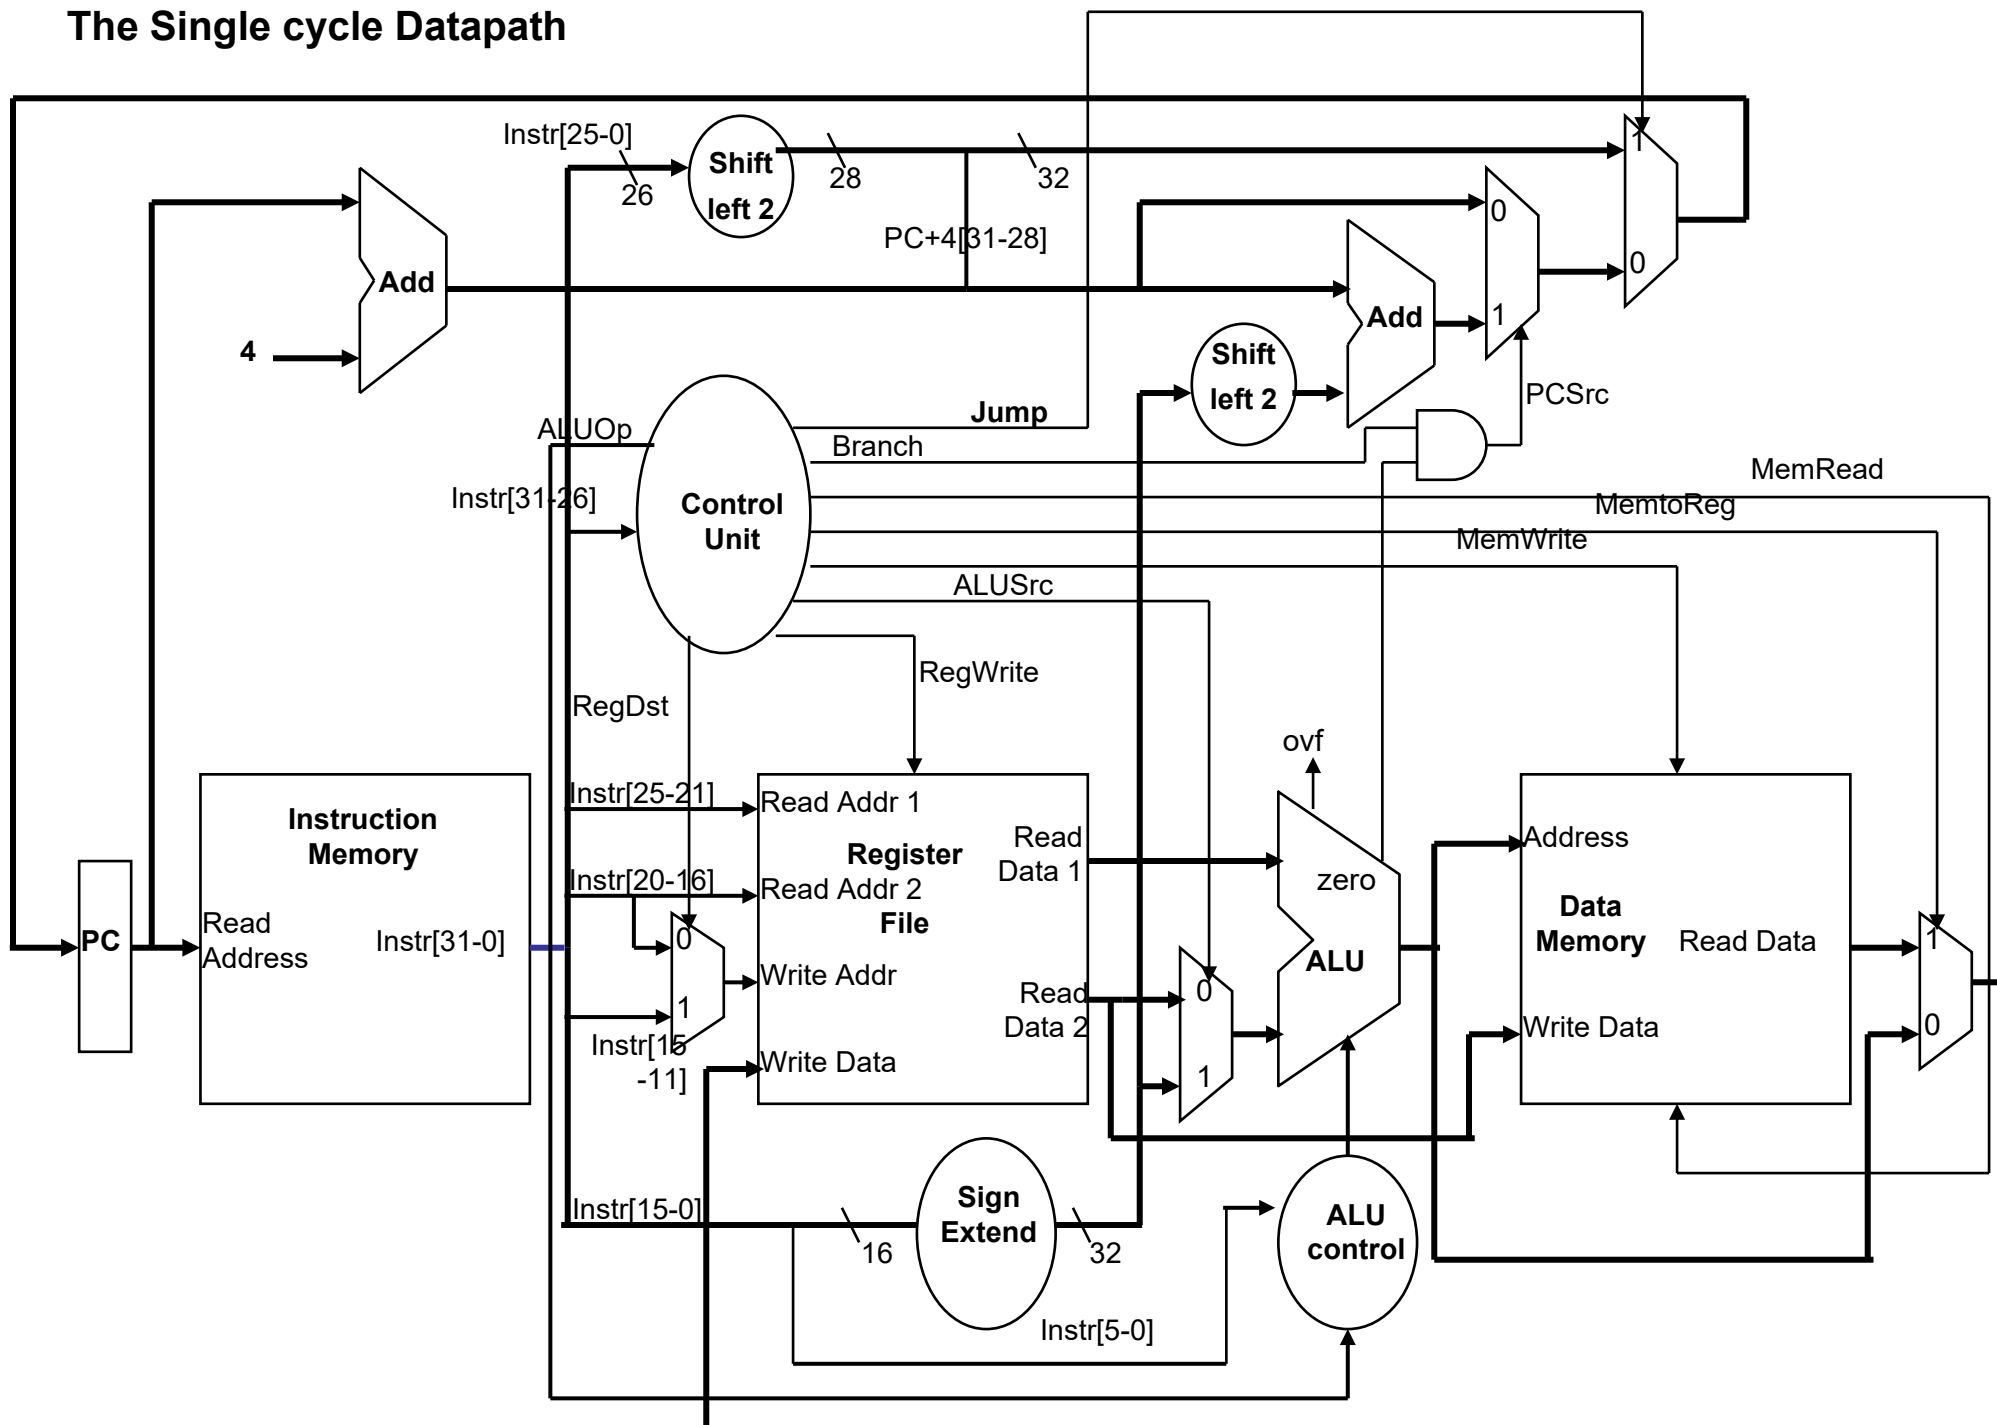 The Single cycle Datapath
Instr[25-0]
26
Shift
left 2
28
32
1
0
PC+4[31-28]
0
1
Add
4
Add
Shift
left 2
PCSrc
ALUOp
Jump
Branch
MemRead
Instr[31-26]
Control
Unit
MemtoReg
MemWrite
ALUSrc
RegWrite
RegDst
ovf
Instruction
Memory
Read
Address
Instr[31-0]
PC
Instr[25-21]
Instr[20-16]
0
1
Instr[15
-11]
Read Addr 1
Register
Read Addr 2
File
Write Addr
Write Data
Read
Data 1
Read
Data 2
0
1
zero
ALU
Address
Data
Memory
Read Data
Write Data
1
0
Instr[15-0]
16
Sign
Extend
32
ALU
control
Instr[5-0]